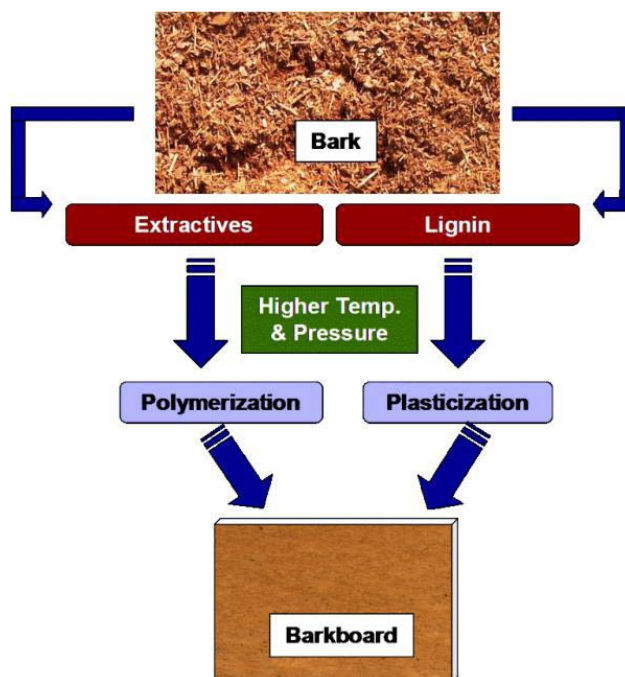 Bark
Extractives
Lignin
Higher Temp.
& Pressure
Polymerization
Plasticization
Barkboard